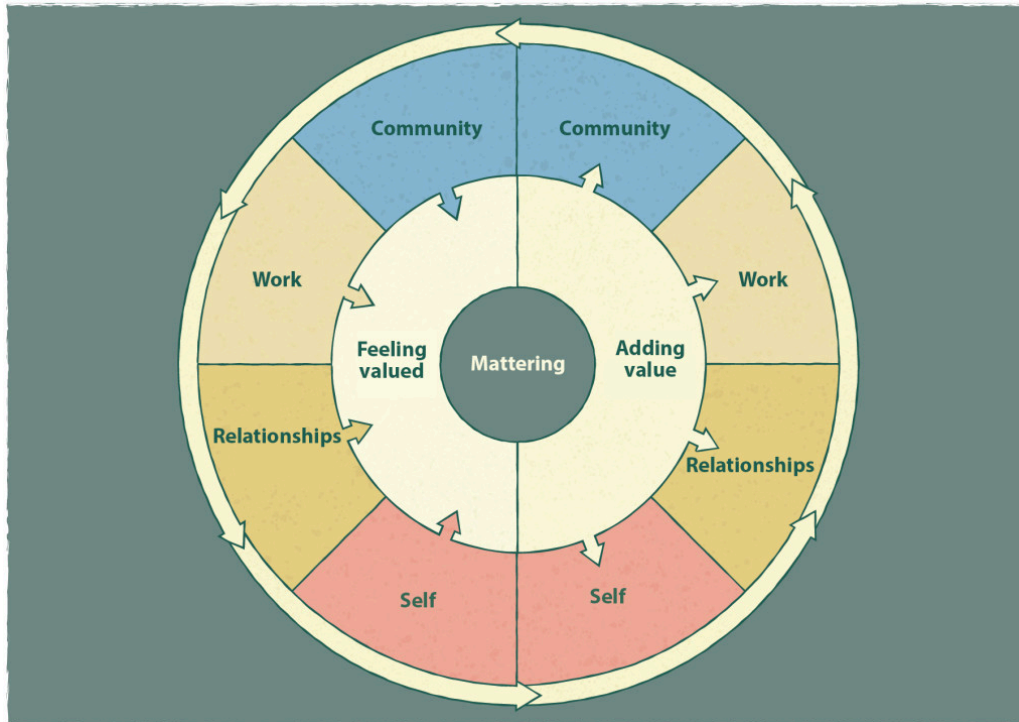 Community
Community
Work
Work
Feeling
valued
Mattering
Adding
value
Relationships
Relationships
Self
Self